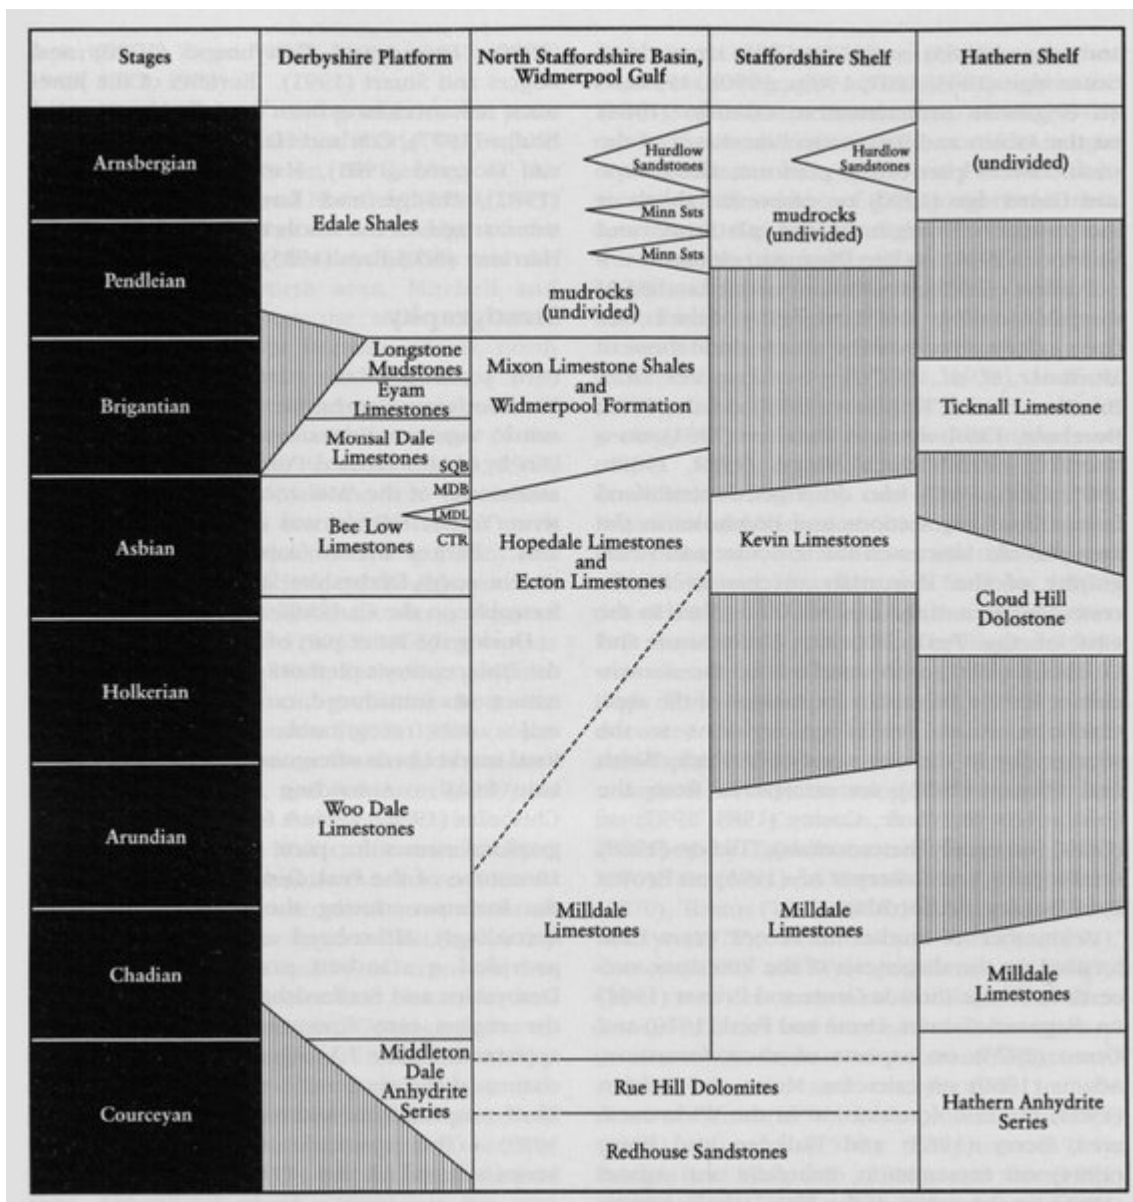 Stages
Derbyshire Platform
North Staffordshire Basin,
Widmerpool Gulf
Staffordshire Shelf
Hathern Shelf
Arnsbergian
Pendleian
Brigantian
Asbian
Holkerian
Arundian
Chadian
Courceyan
Edale Shales
Longstone
Mudstones
Eyam
Limestones
Monsal Dale
Limestones
SQB
MDB
LMDL
CTR
Bee Low
Limestones
Woo Dale
Limestones
Middleton
Dale
Anhydrite
Series
Hurdlow
Sandstones
Minn Ssts
Minn Ssts
mudrocks
(undivided)
Mixon Limestone Shales
and
Widmerpool Formation
Hopedale Limestones
and
Ecton Limestones
Milldale
Limestones
Rue Hill Dolomites
Redhouse Sandstones
Hurdlow
Sandstones
mudrocks
(undivided)
Kevin Limestones
Milldale
Limestones
(undivided)
Ticknall Limestone
Cloud Hill
Dolostone
Milldale
Limestones
Hathern Anhydrite
Series